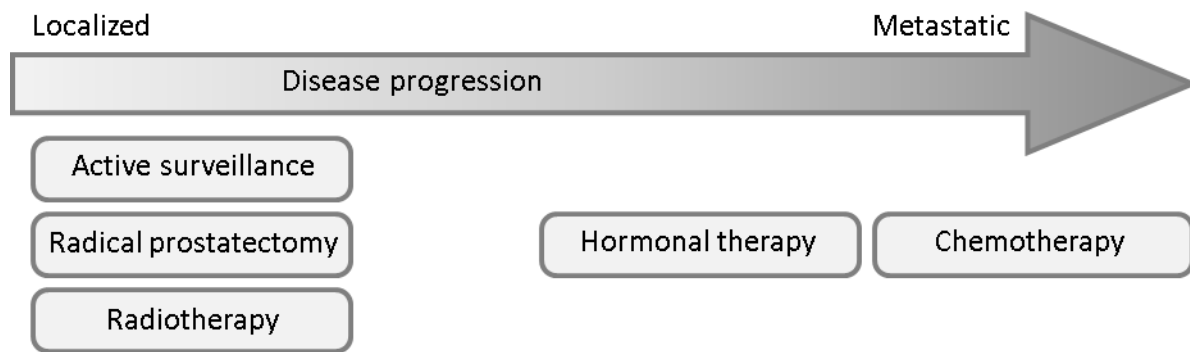 Localized
Metastatic
Disease progression
Active surveillance
Radical prostatectomy
Hormonal therapy
Chemotherapy
Radiotherapy